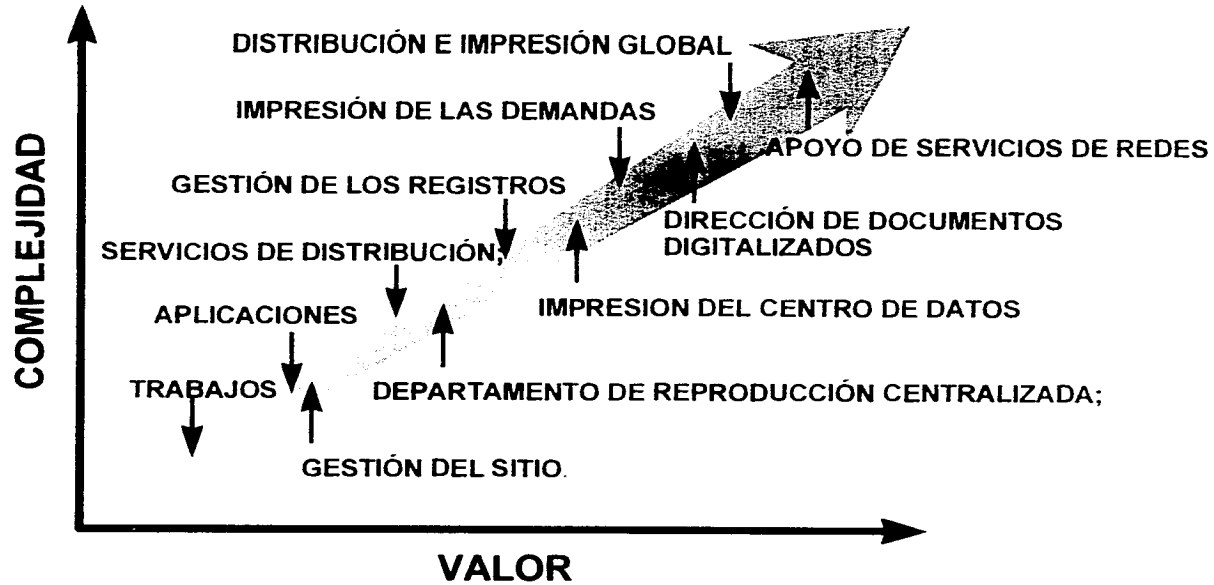 DISTRIBUCIÓN E IMPRESIÓN GLOBAL
IMPRESIÓN DE LAS DEMANDAS
APOYO DE SERVICIOS DE REDES
GESTIÓN DE LOS REGISTROS
DIRECCIÓN DE DOCUMENTOS
DIGITALIZADOS
SERVICIOS DE DISTRIBUCIÓN;
IMPRESION DEL CENTRO DE DATOS
APLICACIONES
TRABAJOS
DEPARTAMENTO DE REPRODUCCIÓN CENTRALIZADA;
GESTIÓN DEL SITIO.
COMPLEJIDAD
VALOR